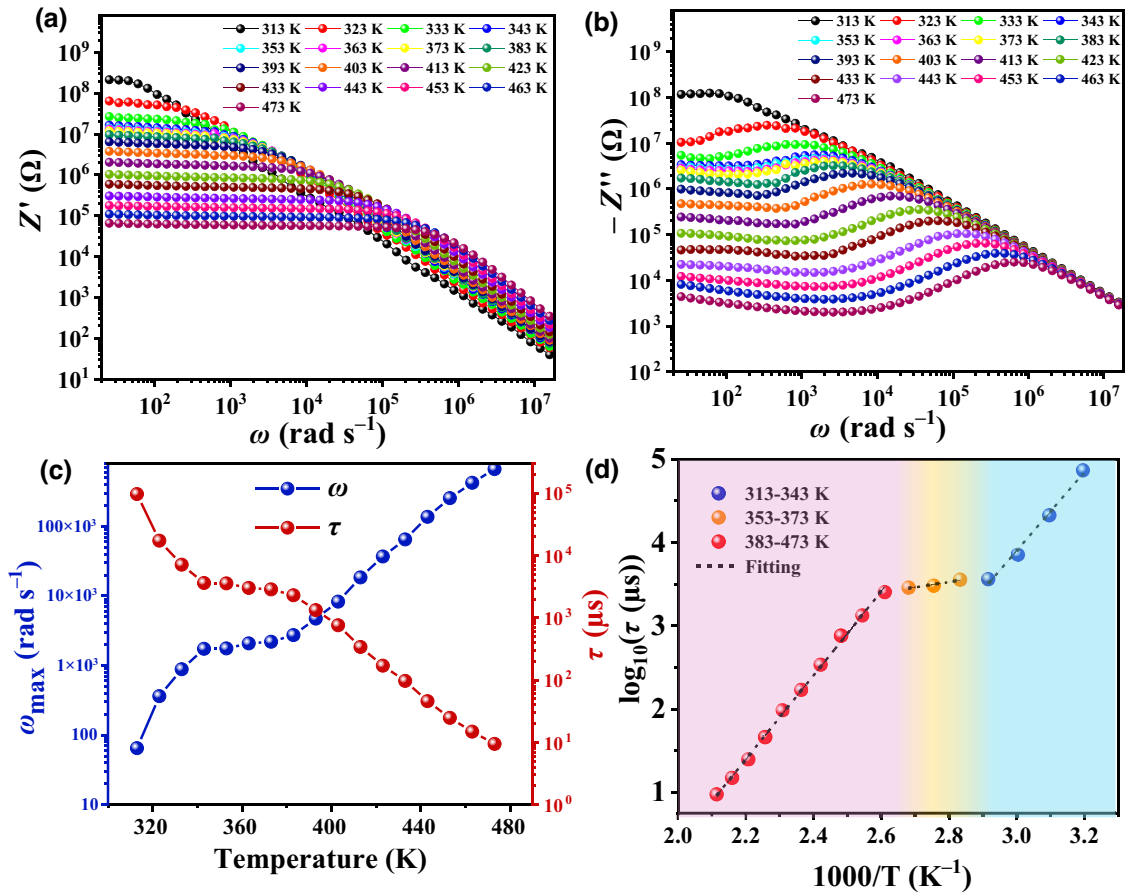 (a)
313 K 323 K 333 K 343 K
353 K 363 K 373 K 383 K
393 K 403 K 413 K 423 K
433 K 443 K 453 K 463 K
473 K
10⁹
10⁸
10⁷
10⁶
10⁵
10⁴
10³
10²
10¹
Z' (Ω)
10² 10³ 10⁴ 10⁵ 10⁶ 10⁷
ω (rad s⁻¹)
(b)
313 K 323 K 333 K 343 K
353 K 363 K 373 K 383 K
393 K 403 K 413 K 423 K
433 K 443 K 453 K 463 K
473 K
10⁹
10⁸
10⁷
10⁶
10⁵
10⁴
10³
10²
− Z'' (Ω)
10² 10³ 10⁴ 10⁵ 10⁶ 10⁷
ω (rad s⁻¹)
(c)
ω
τ
100×10³
10×10³
1×10³
100
10
ωmax (rad s⁻¹)
10⁵
10⁴
10³
10²
10¹
10⁰
τ (μs)
320 360 400 440 480
Temperature (K)
(d)
313-343 K
353-373 K
383-473 K
Fitting
5
4
3
2
1
log₁₀(τ (μs))
2.0 2.2 2.4 2.6 2.8 3.0 3.2
1000/T (K⁻¹)